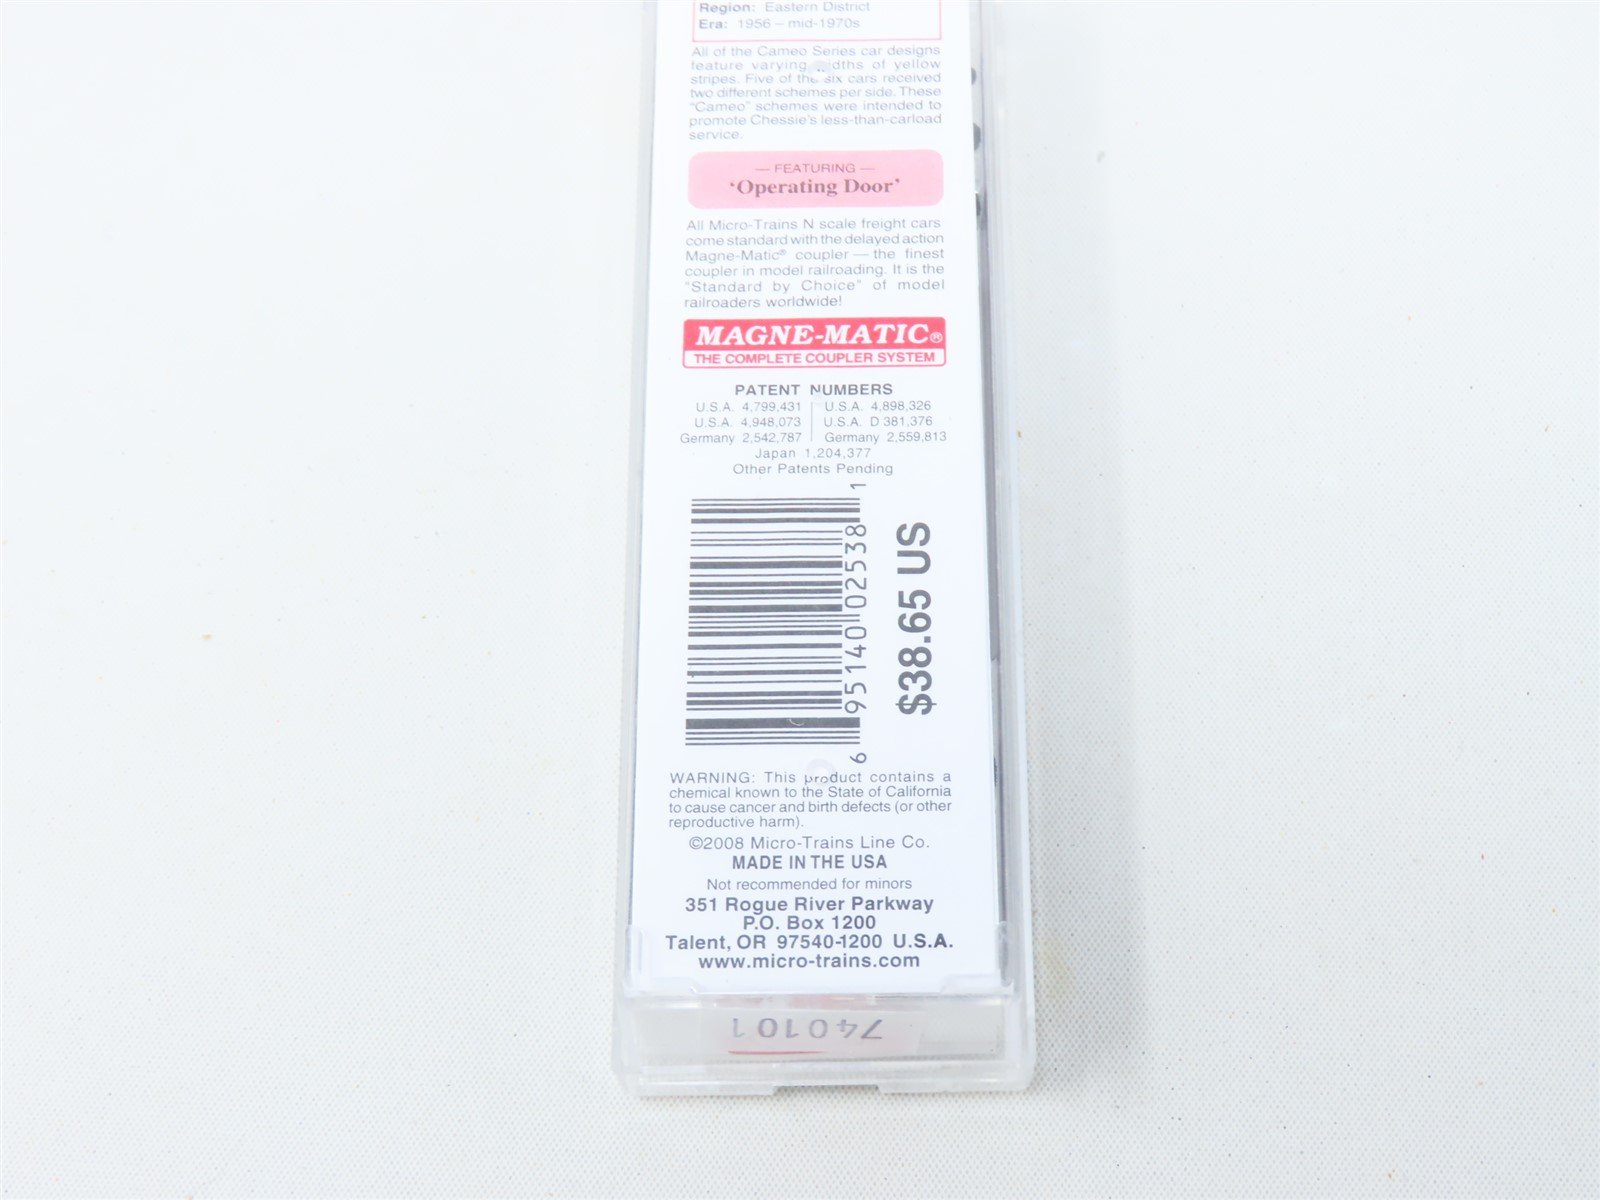 Region: Eastern District
Era: 1956 – mid-1970s
All of the Cameo Series car designs
feature varying widths of yellow
stripes. Five of the six cars received
two different schemes per side. These
"Cameo" schemes were intended to
promote Chessie's less-than-carload
service.
— FEATURING —
'Operating Door'
All Micro-Trains N scale freight cars
come standard with the delayed action
Magne-Matic® coupler — the finest
coupler in model railroading. It is the
"Standard by Choice" of model
railroaders worldwide!
MAGNE-MATIC®
THE COMPLETE COUPLER SYSTEM
PATENT NUMBERS
U.S.A. 4,799,431 U.S.A. 4,898,326
U.S.A. 4,948,073 U.S.A. D 381,376
Germany 2,542,787 Germany 2,559,813
Japan 1,204,377
Other Patents Pending
6 95140 02538 1
$38.65 US
WARNING: This product contains a
chemical known to the State of California
to cause cancer and birth defects (or other
reproductive harm).
©2008 Micro-Trains Line Co.
MADE IN THE USA
Not recommended for minors
351 Rogue River Parkway
P.O. Box 1200
Talent, OR 97540-1200 U.S.A.
www.micro-trains.com
740101